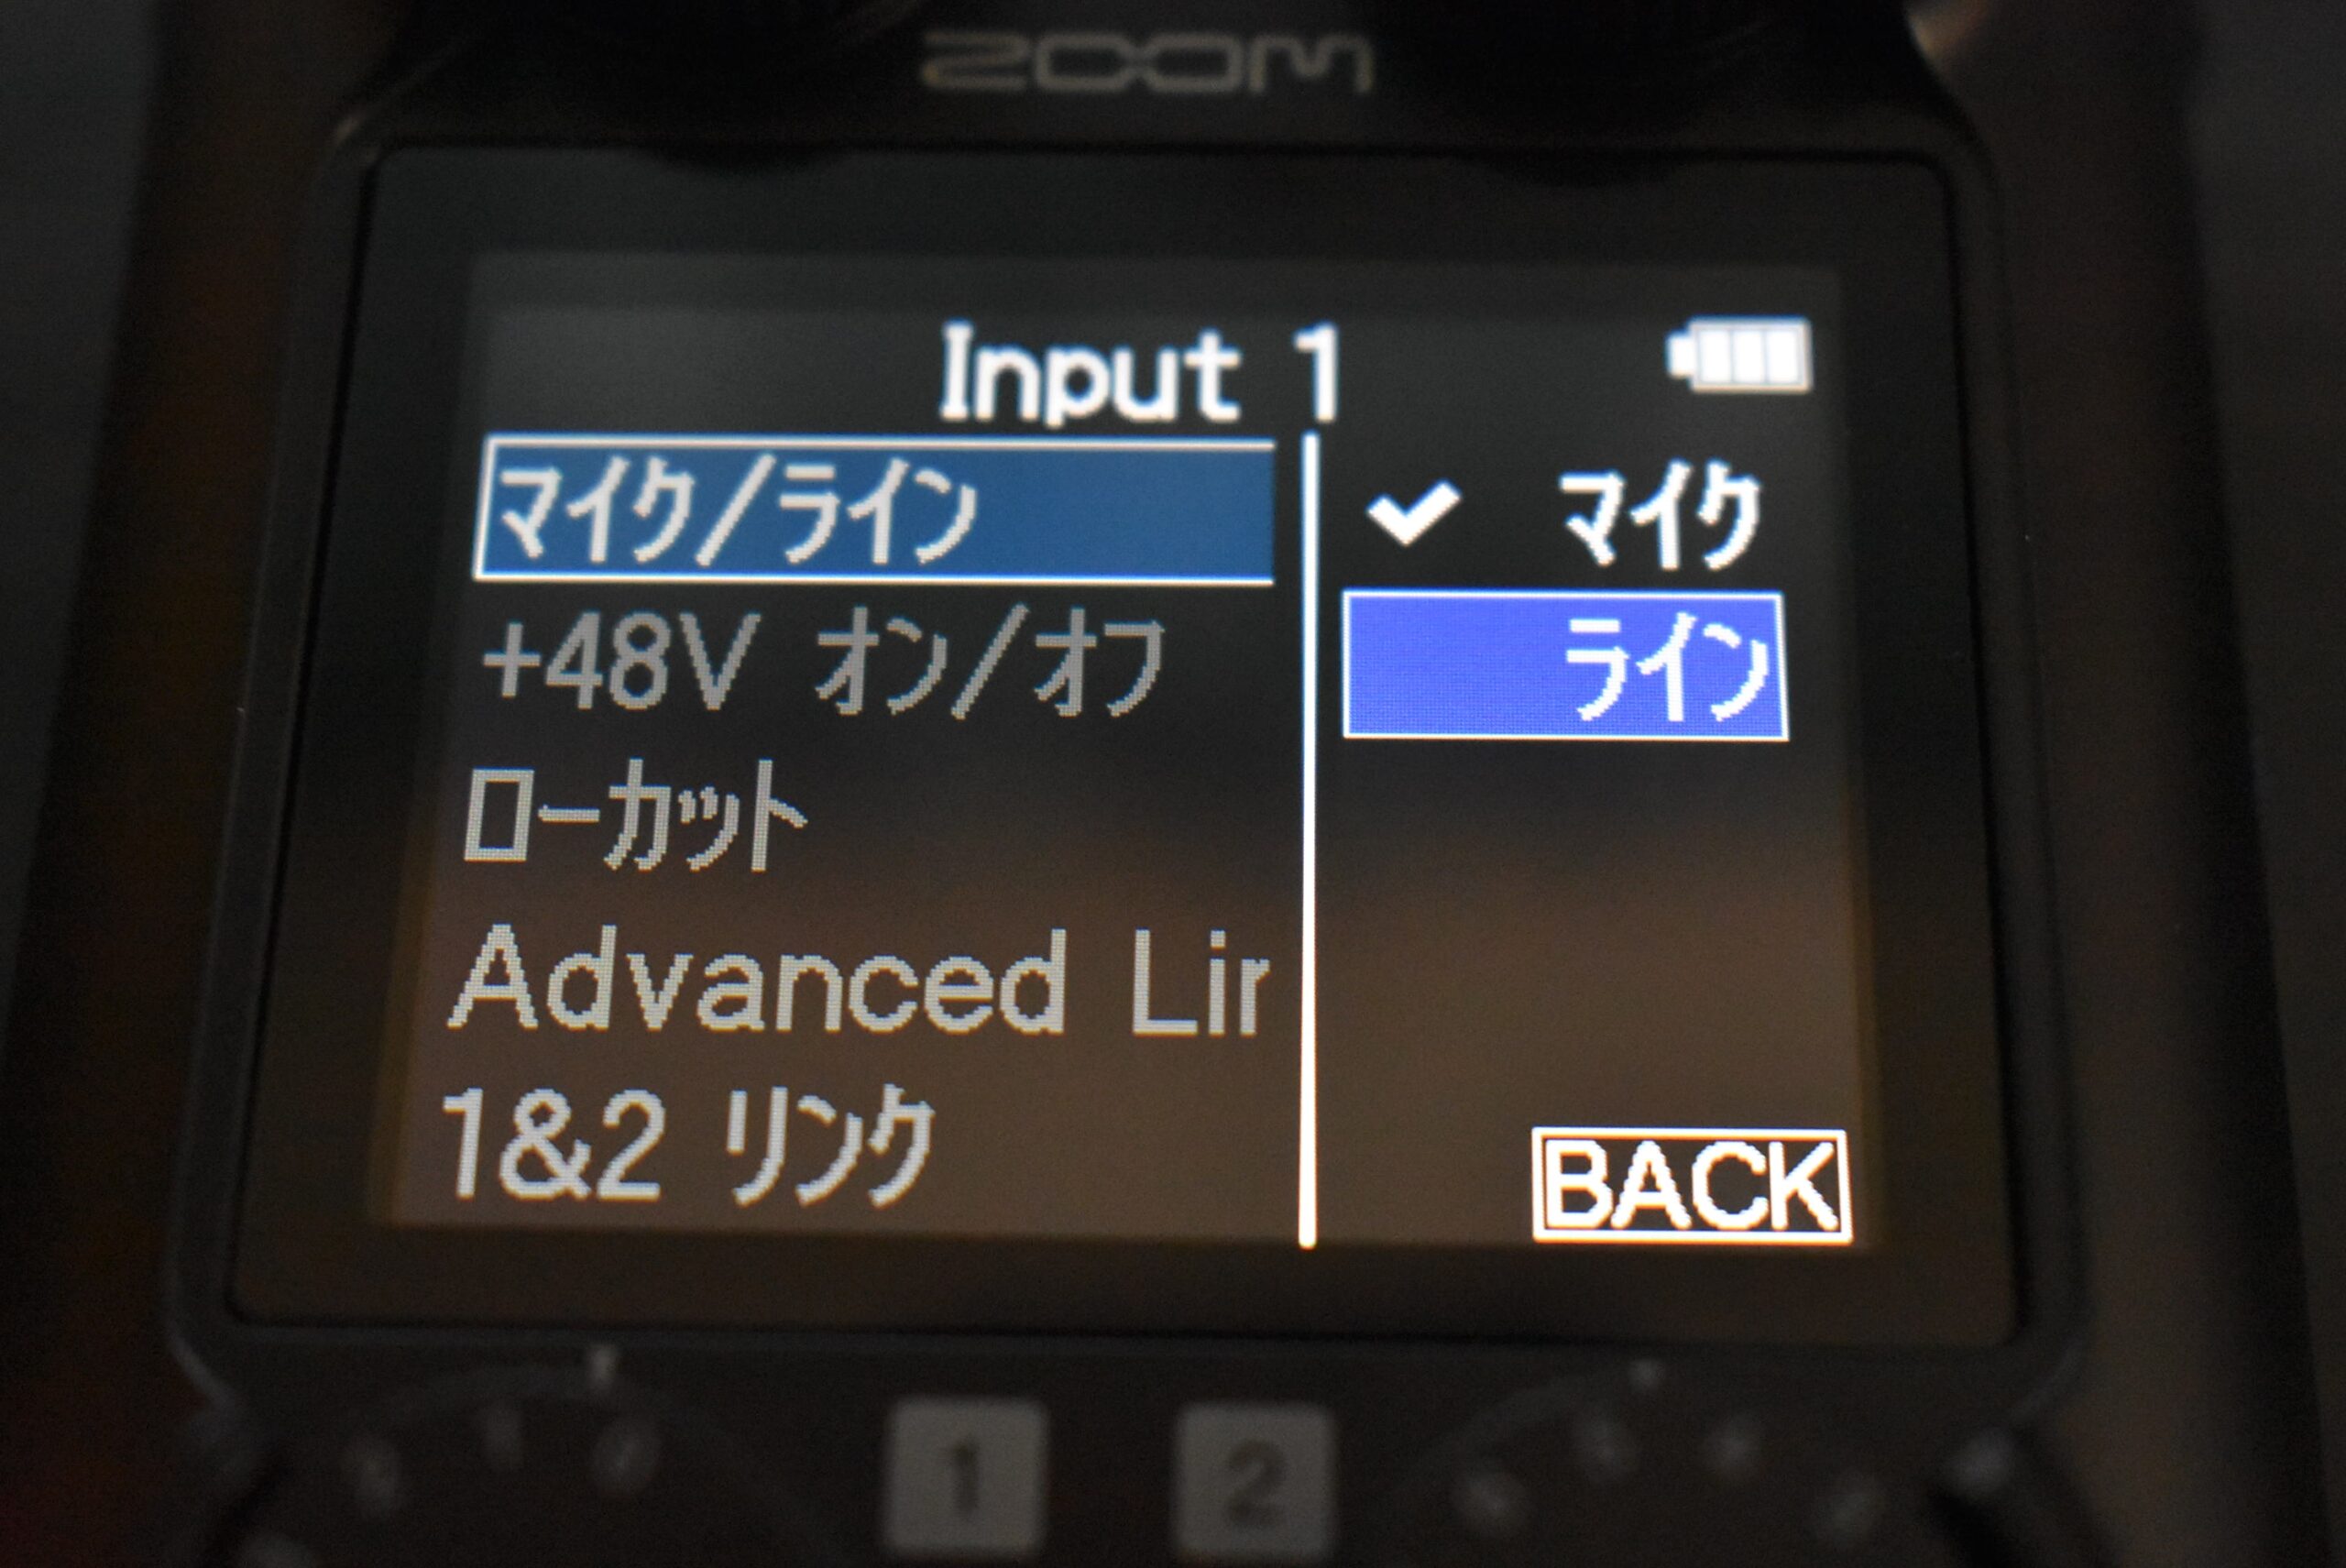 ZOOM
Input 1
マイク/ライン
マイク
+48V オン/オフ
ライン
ローカット
Advanced Lir
1&2 リンク
BACK
1
2